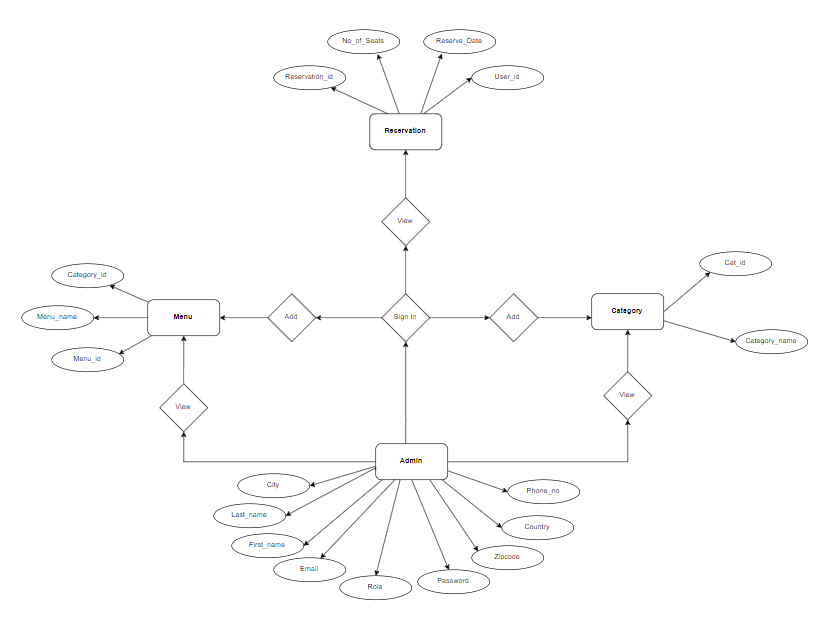 No_of_Seats
Reserve_Date
Reservation_id
User_id
Reservation
View
Cat_id
Category_id
Menu_name
Menu
Add
Sign In
Add
Category
Category_name
Menu_id
View
View
Admin
City
Phone_no
Last_name
Country
First_name
Zipcode
Email
Role
Password